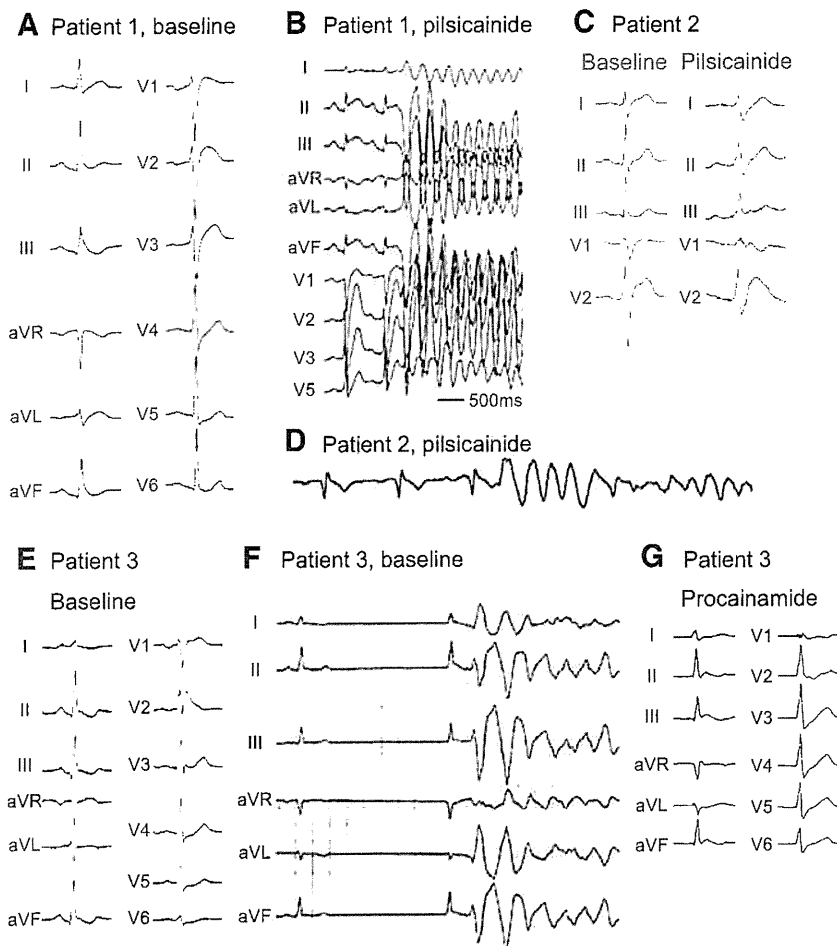 A Patient 1, baseline
I V1
II V2
III V3
aVR V4
aVL V5
aVF V6
B Patient 1, pilsicainide
I
II
III
aVR
aVL
aVF
V1
V2
V3
V5
500ms
C Patient 2
Baseline Pilsicainide
I I
II II
III III
V1 V1
V2 V2
D Patient 2, pilsicainide
E Patient 3
Baseline
I V1
II V2
III V3
aVR
aVL V4
V5
aVF V6
F Patient 3, baseline
I
II
III
aVR
aVL
aVF
G Patient 3
Procainamide
I V1
II V2
III V3
aVR V4
aVL V5
aVF V6